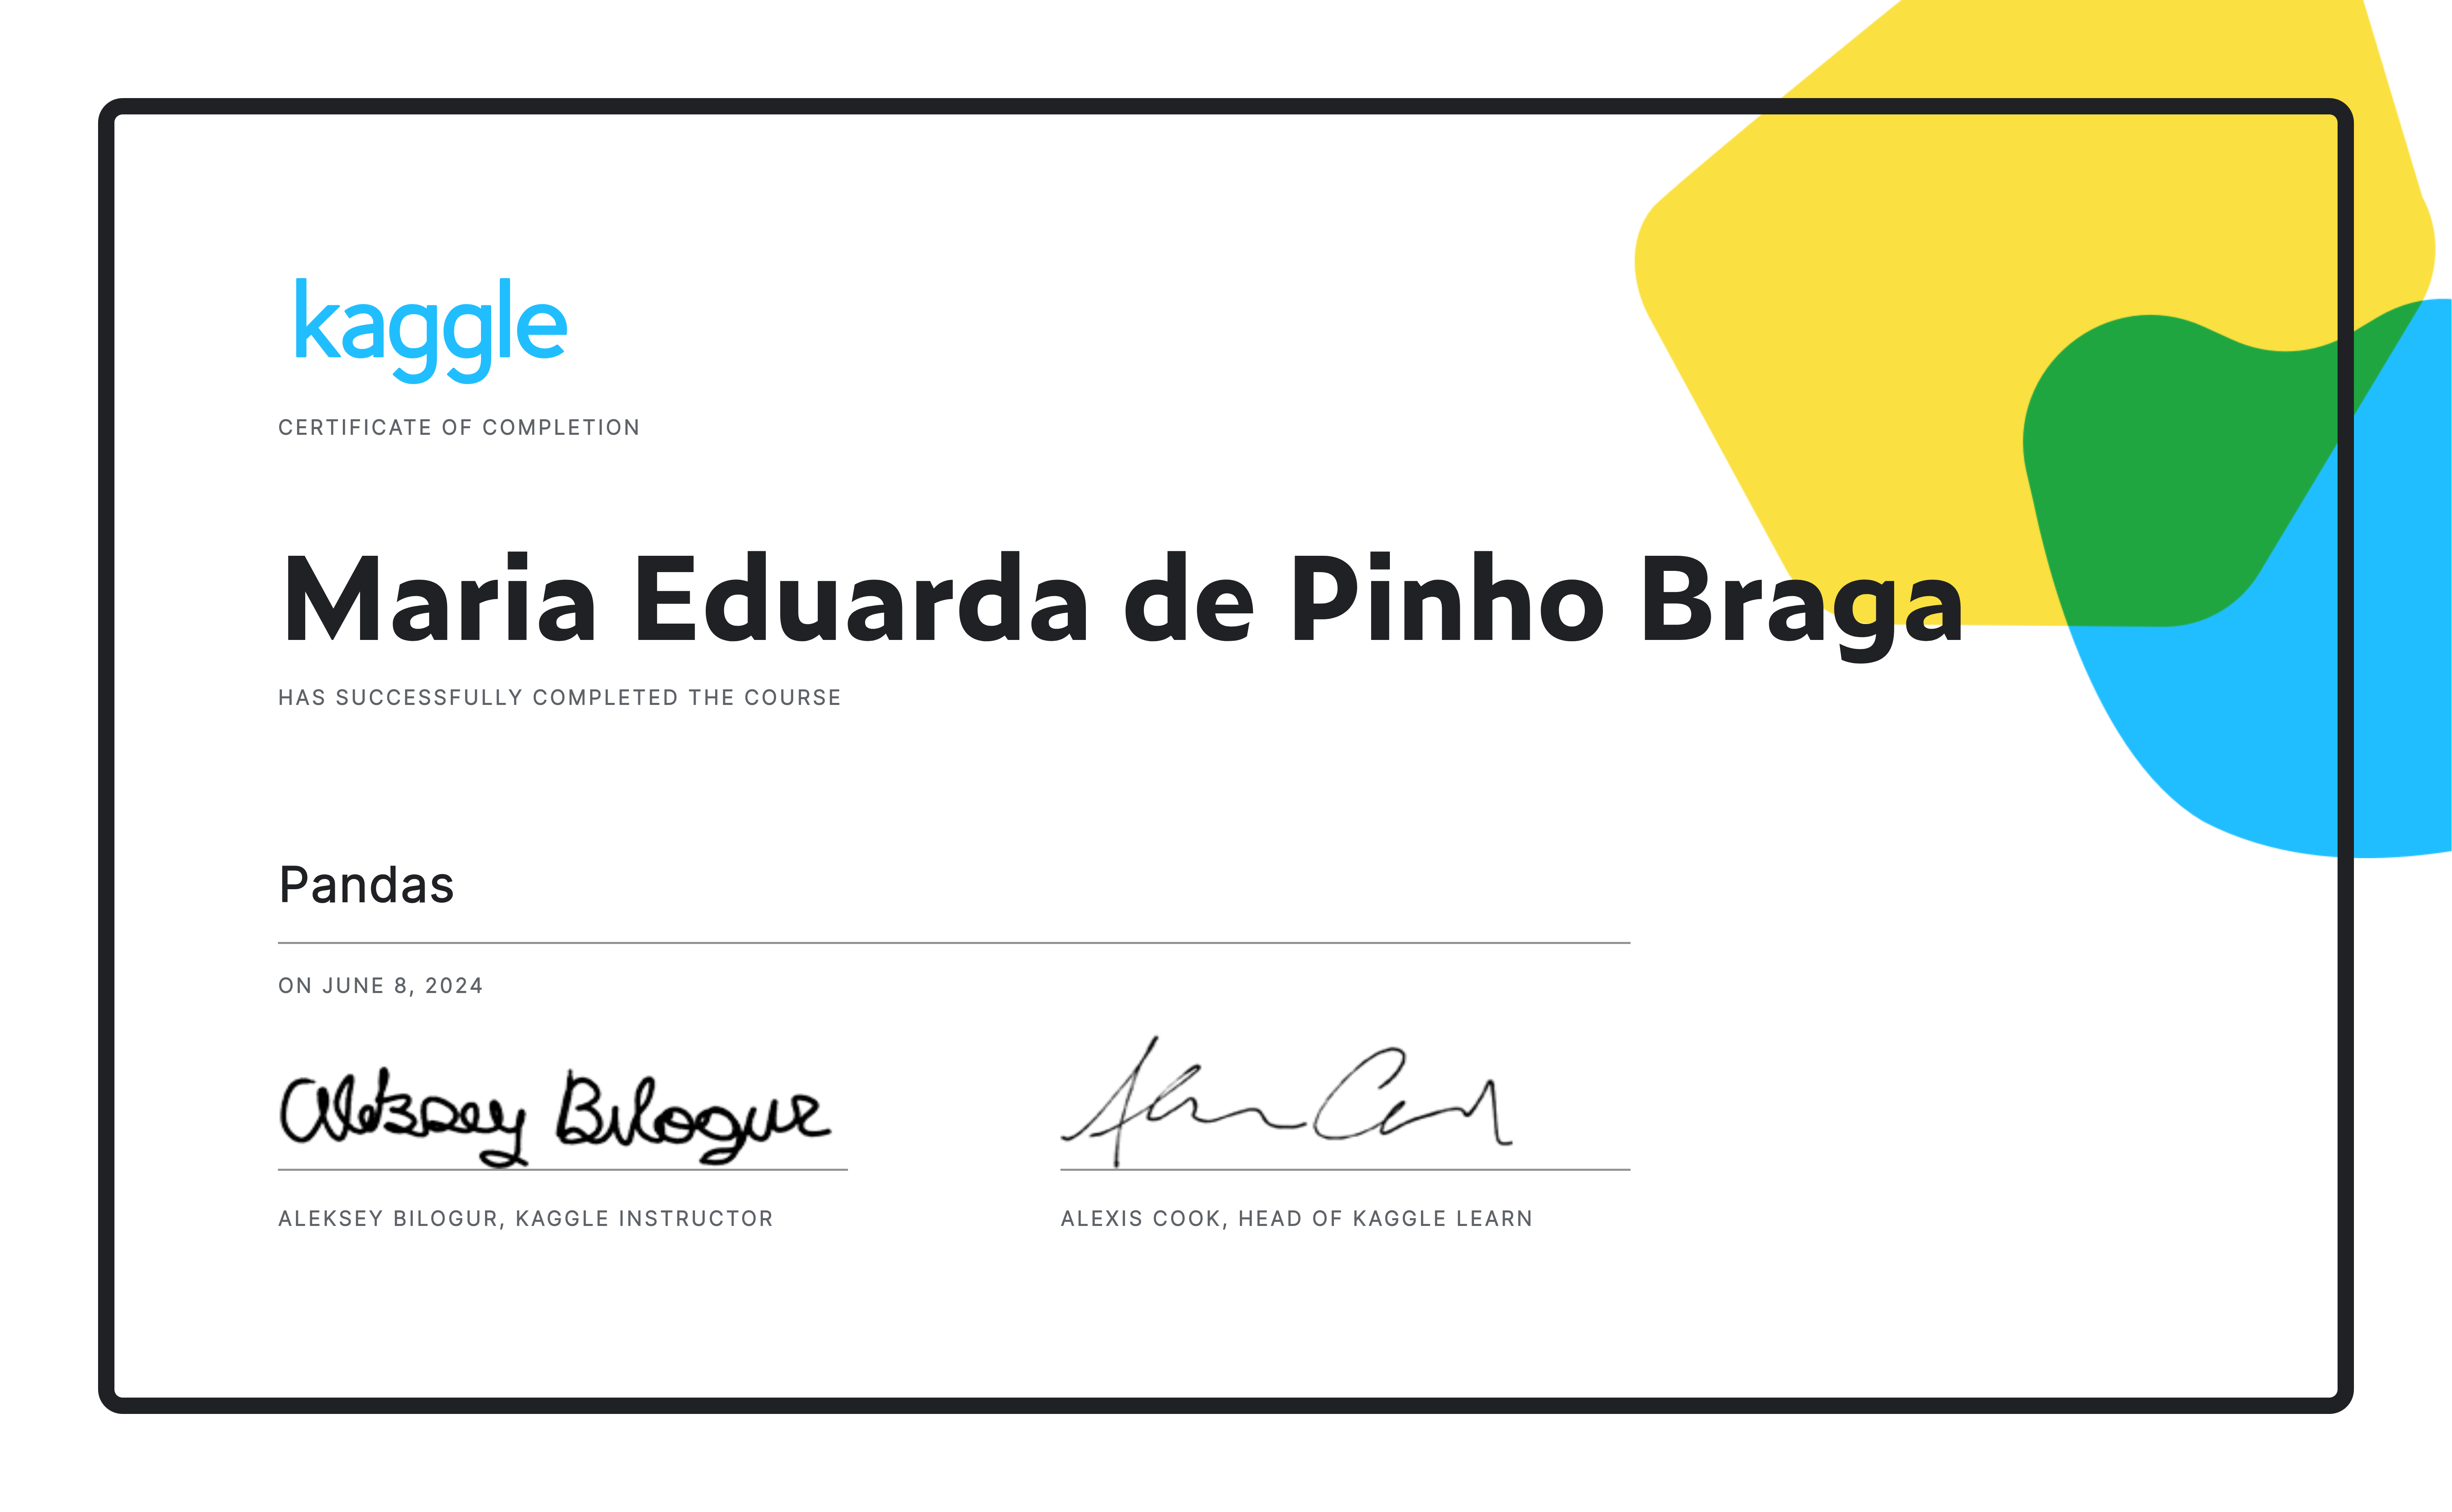 kaggle
CERTIFICATE OF COMPLETION
Maria Eduarda de Pinho Braga
HAS SUCCESSFULLY COMPLETED THE COURSE
Pandas
ON JUNE 8, 2024
Aleksey Bilogur
ALEKSEY BILOGUR, KAGGLE INSTRUCTOR
ALEXIS COOK, HEAD OF KAGGLE LEARN